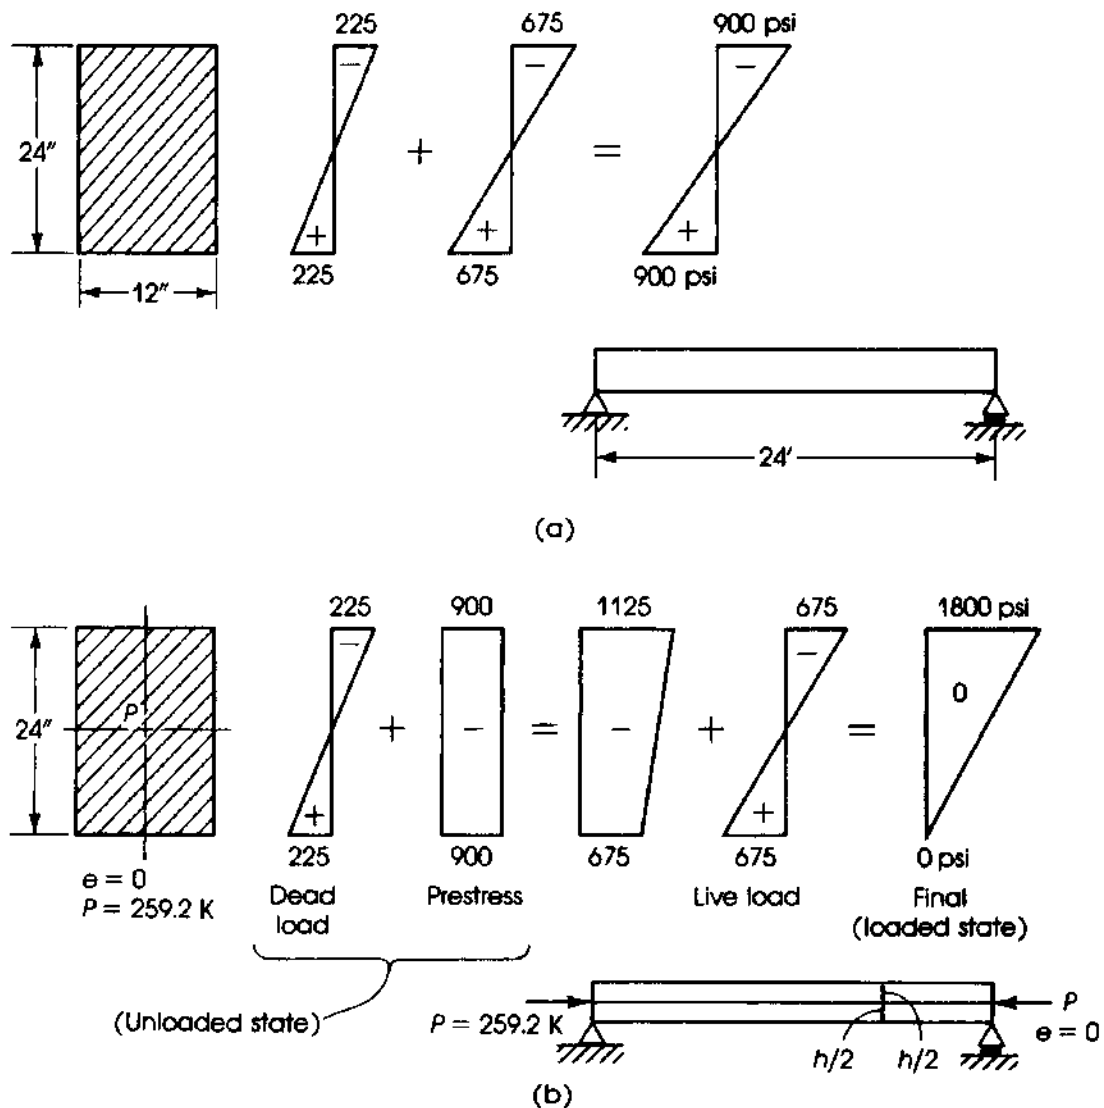 225 675 900 psi
− − −
24″ + =
+ + +
225 675 900 psi
12″
24′
(a)
225 900 1125 675 1800 psi
− −
P 0
24″ + − = − + =
+ +
225 900 675 675 0 psi
e = 0
P = 259.2 K
Dead load
Prestress
Live load
Final
(loaded state)
(Unloaded state)
P = 259.2 K
P
e = 0
h/2 h/2
(b)